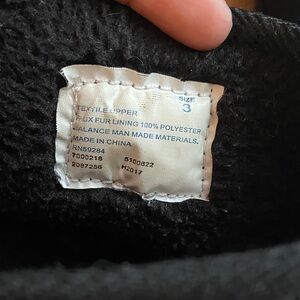 SIZE
3
TEXTILE UPPER
FAUX FUR LINING 100% POLYESTER
BALANCE MAN MADE MATERIALS.
MADE IN CHINA
RN59284
7000218 5100822
2087256 H2017